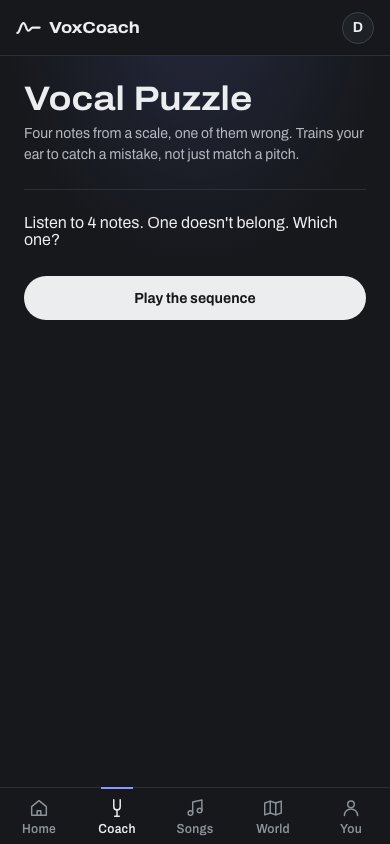 VoxCoach
D
Vocal Puzzle
Four notes from a scale, one of them wrong. Trains your
ear to catch a mistake, not just match a pitch.
Listen to 4 notes. One doesn't belong. Which
one?
Play the sequence
Home
Coach
Songs
World
You